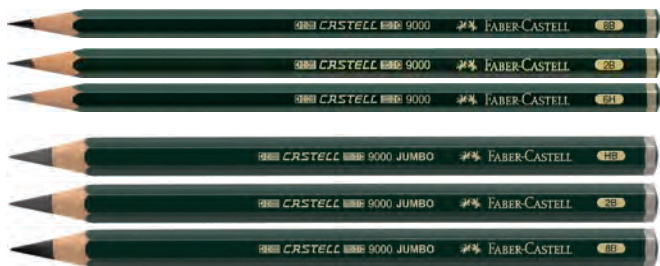 CASTELL 9000 FABER-CASTELL 8B
CASTELL 9000 FABER-CASTELL 2B
CASTELL 9000 FABER-CASTELL 6H
CASTELL 9000 JUMBO FABER-CASTELL HB
CASTELL 9000 JUMBO FABER-CASTELL 2B
CASTELL 9000 JUMBO FABER-CASTELL 8B